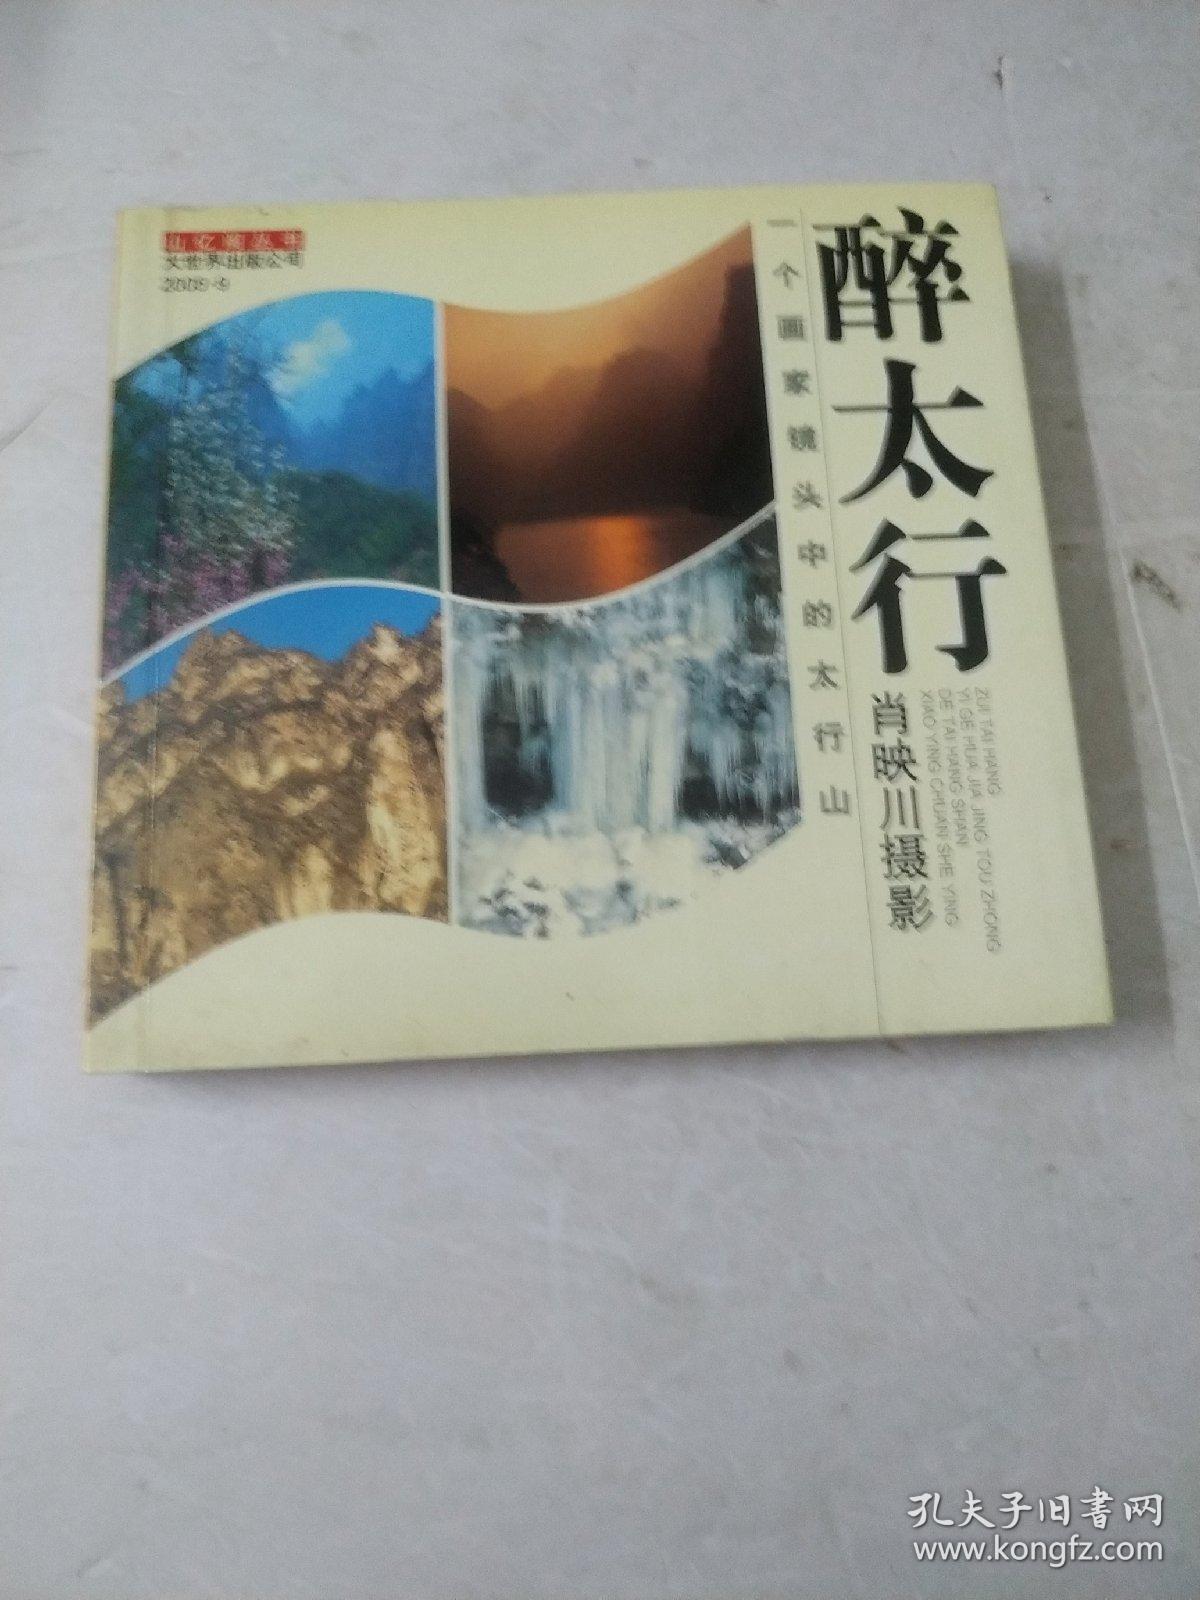 大世界出版公司
醉太行
一个画家镜头中的太行山
肖映川摄影
ZUI TAI HANG
YI GE HUA JIA JING TOU ZHONG
DE TAI HANG SHAN
XIAO YING CHUAN SHE YING
孔夫子旧书网
www.kongfz.com